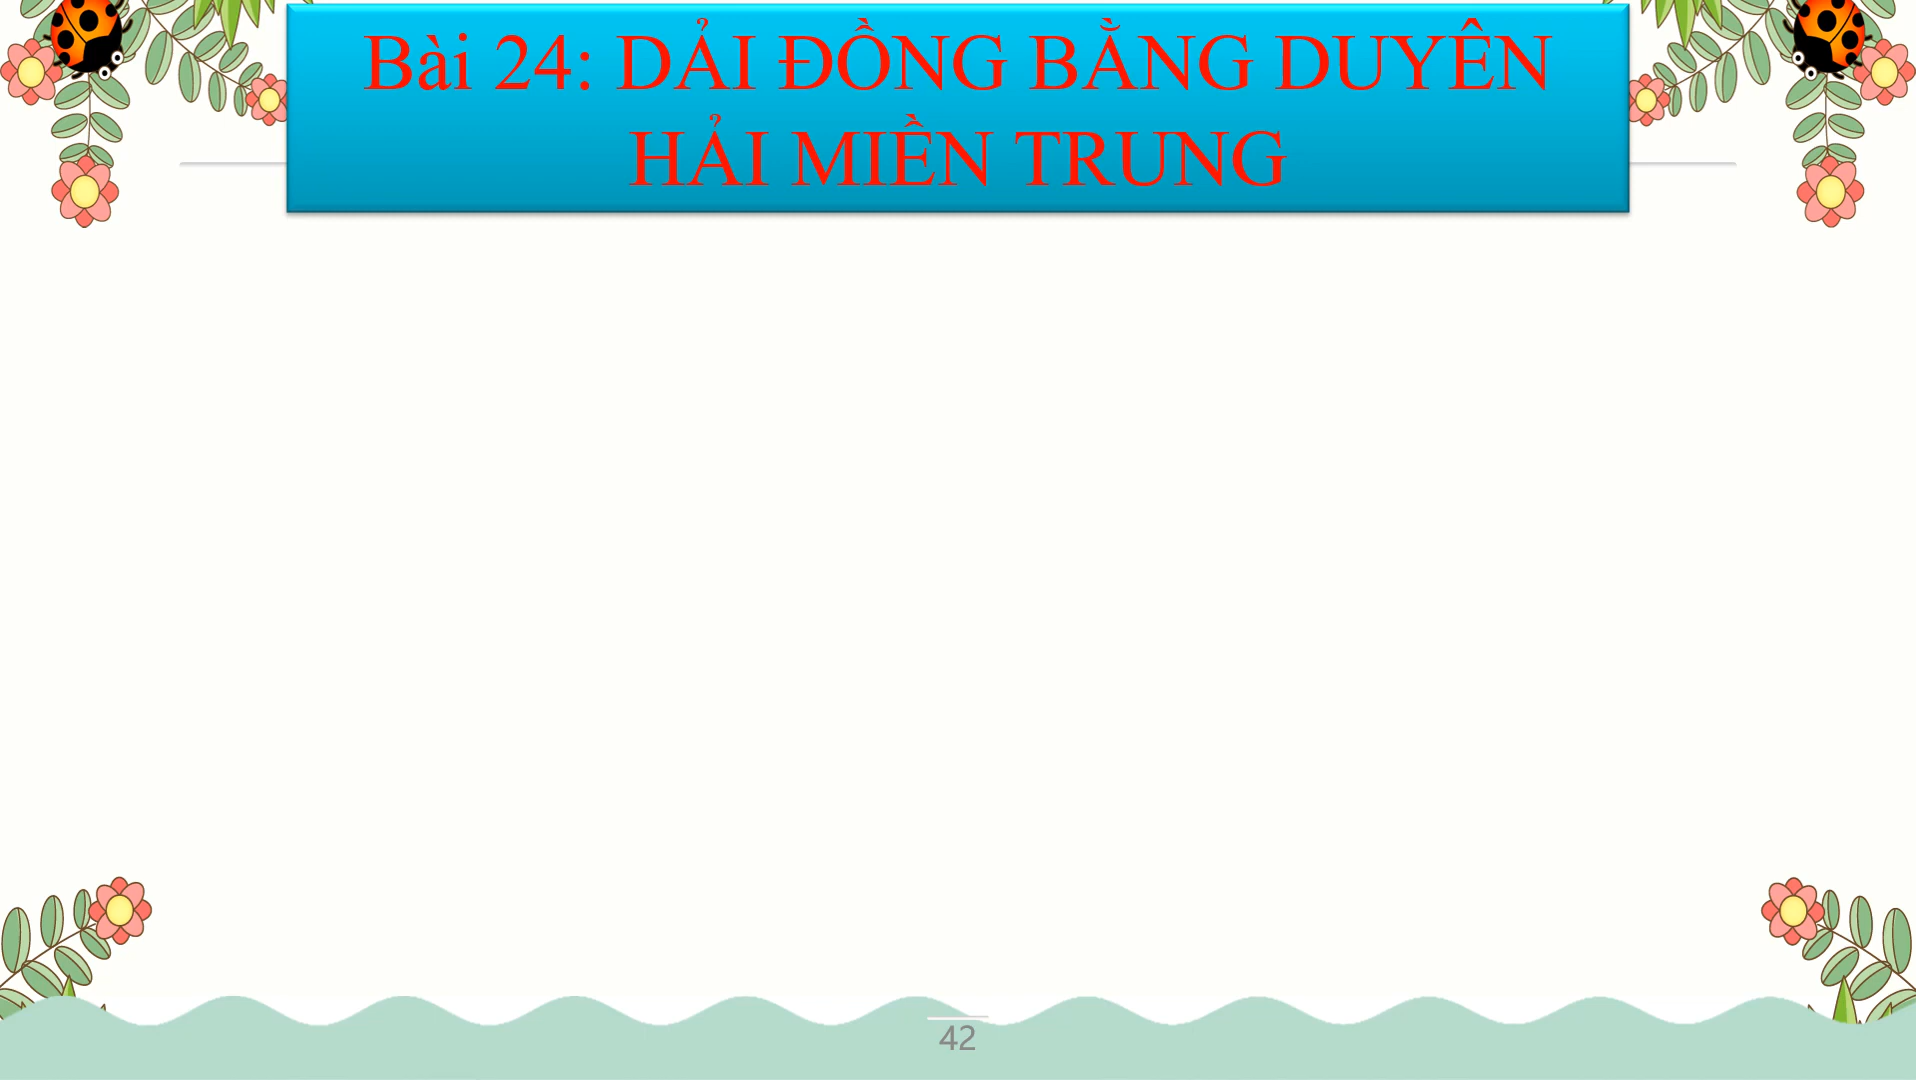 Bài 24: DẢI ĐỒNG BẰNG DUYÊN
HẢI MIỀN TRUNG
42